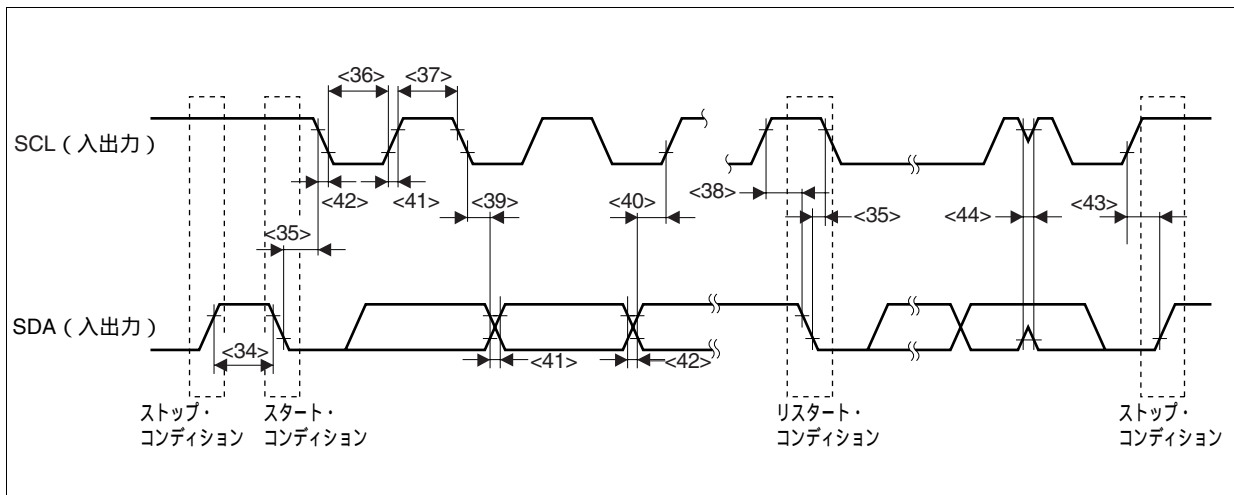 <36> <37>
SCL（入出力）
<42> <41> <39> <40> <38> <35> <44> <43>
<35>
SDA（入出力）
<34> <41> <42>
ストップ・
コンディション
スタート・
コンディション
リスタート・
コンディション
ストップ・
コンディション